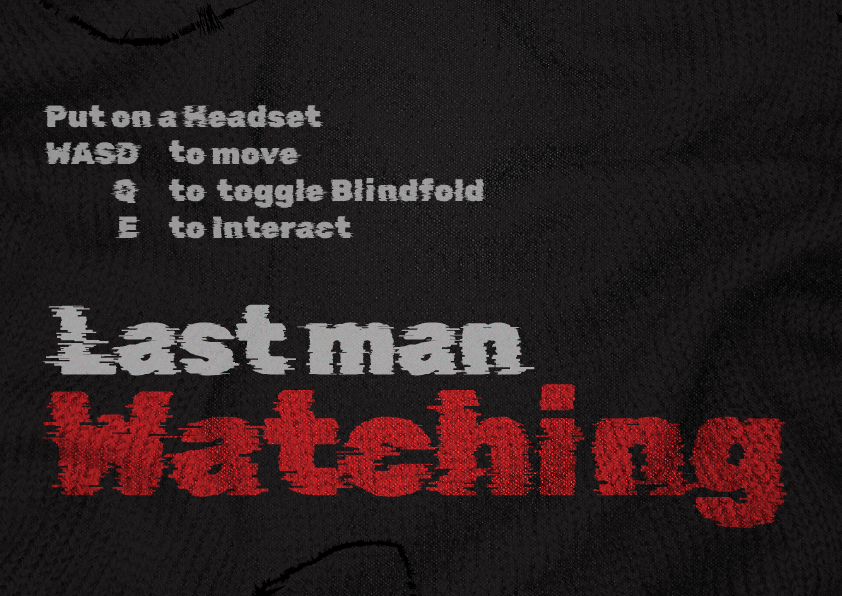 Put on a Headset
WASD to move
Q to toggle Blindfold
E to Interact
Last man
Watching